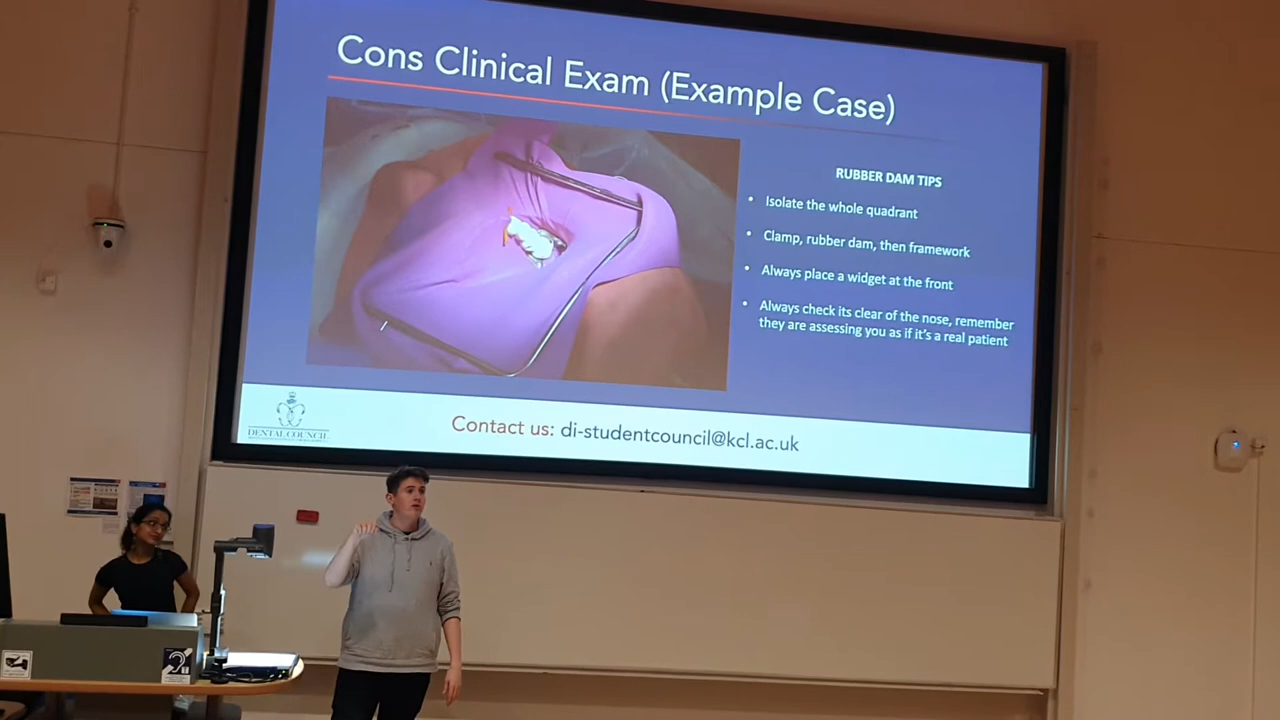 Cons Clinical Exam (Example Case)
RUBBER DAM TIPS
• Isolate the whole quadrant
• Clamp, rubber dam, then framework
• Always place a widget at the front
• Always check its clear of the nose, remember
they are assessing you as if it's a real patient
DENTAL COUNCIL
Contact us: di-studentcouncil@kcl.ac.uk